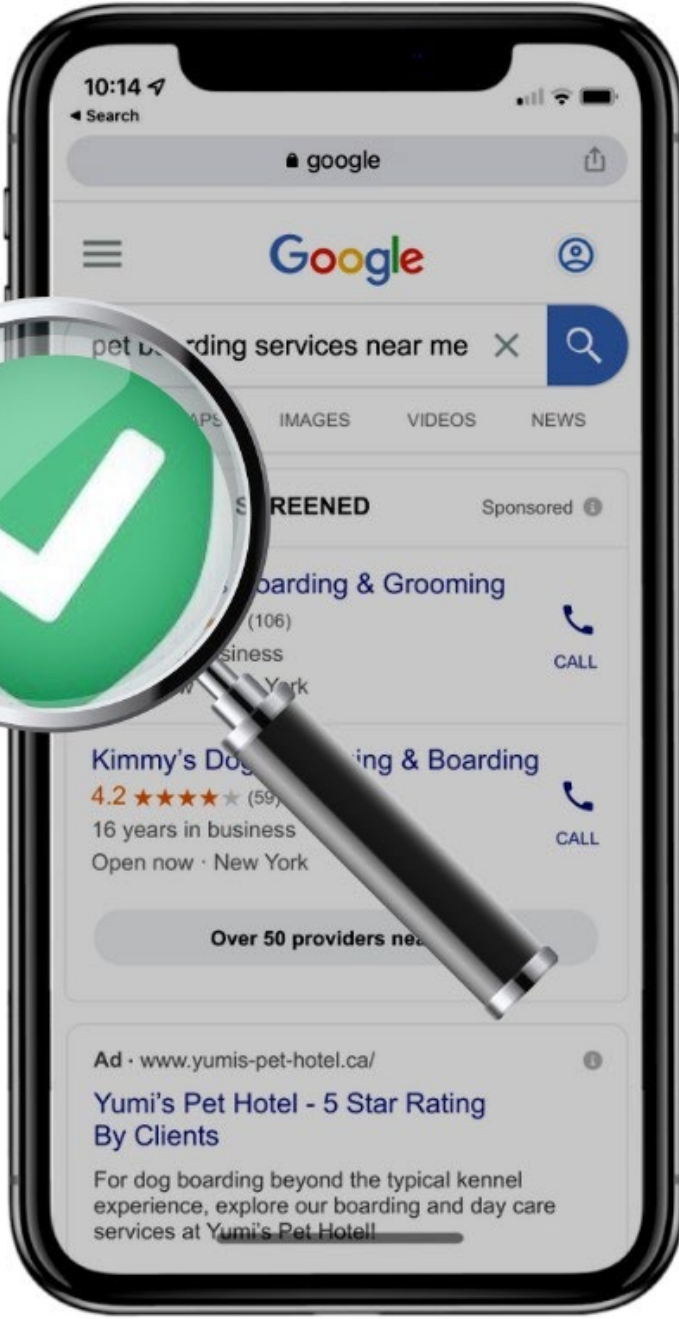 10:14
Search
google
Google
pet rding services near me
IMAGES VIDEOS NEWS
REENED Sponsored
oarding & Grooming
(106)
siness
CALL
York
Kimmy's Do ing & Boarding
4.2 (59)
16 years in business
CALL
Open now · New York
Over 50 providers nea
Ad · www.yumis-pet-hotel.ca/
Yumi's Pet Hotel - 5 Star Rating
By Clients
For dog boarding beyond the typical kennel
experience, explore our boarding and day care
services at Yumi's Pet Hotel!